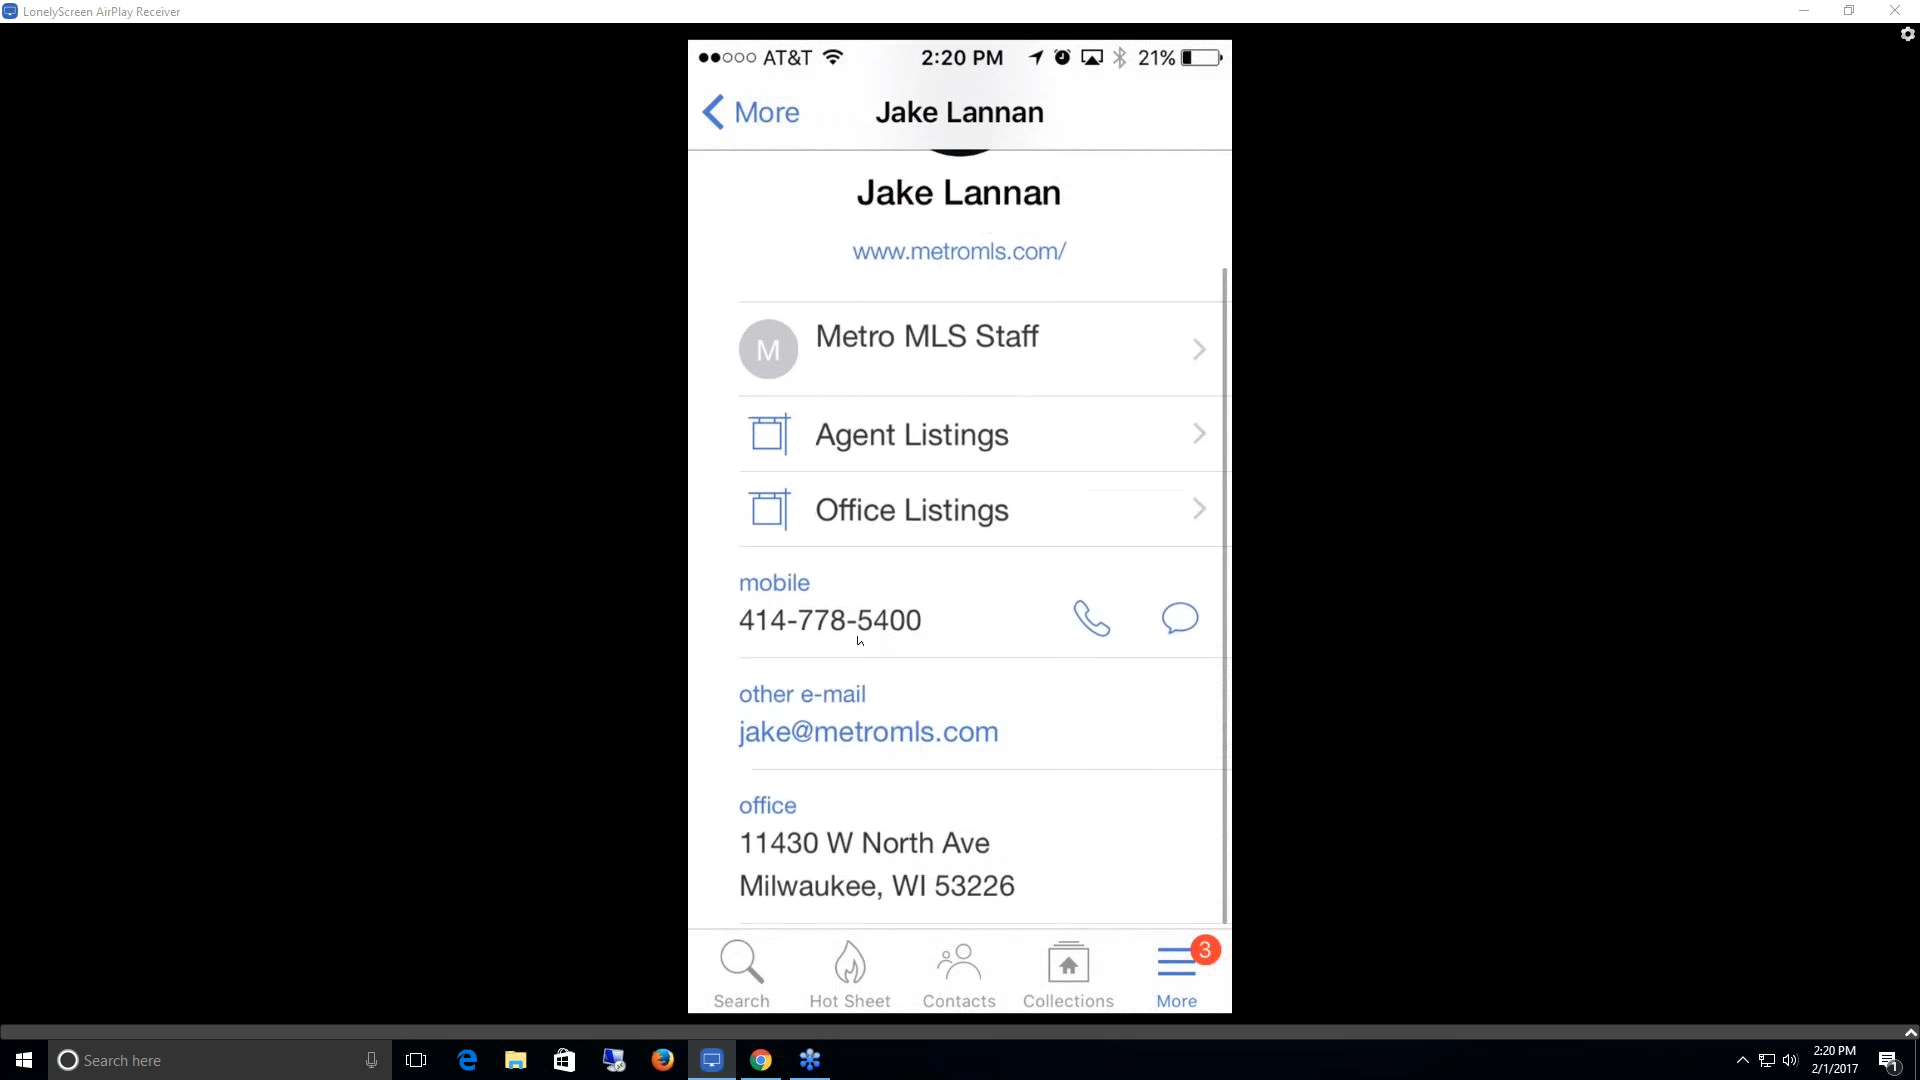 LonelyScreen AirPlay Receiver
AT&T 2:20 PM 21%
More Jake Lannan
Jake Lannan
www.metromls.com/
M Metro MLS Staff
Agent Listings
Office Listings
mobile
414-778-5400
other e-mail
jake@metromls.com
office
11430 W North Ave
Milwaukee, WI 53226
3
Search Hot Sheet Contacts Collections More
Search here
2:20 PM
2/1/2017
1